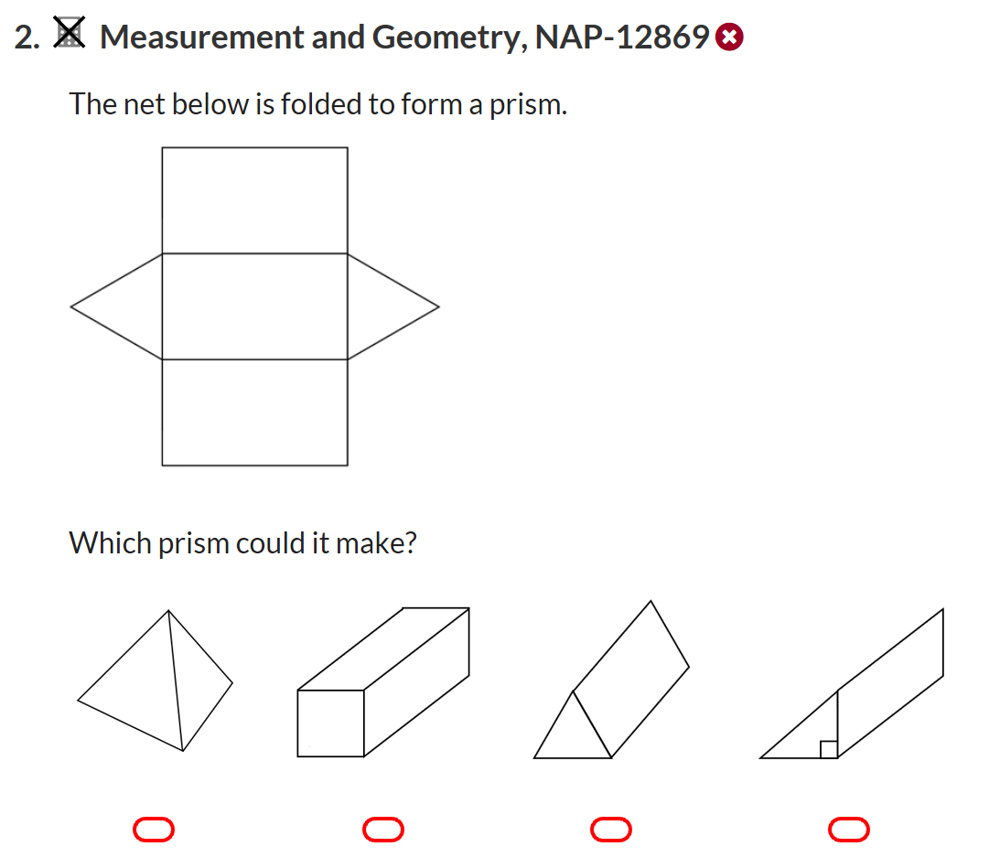 2. Measurement and Geometry, NAP-12869
The net below is folded to form a prism.
Which prism could it make?